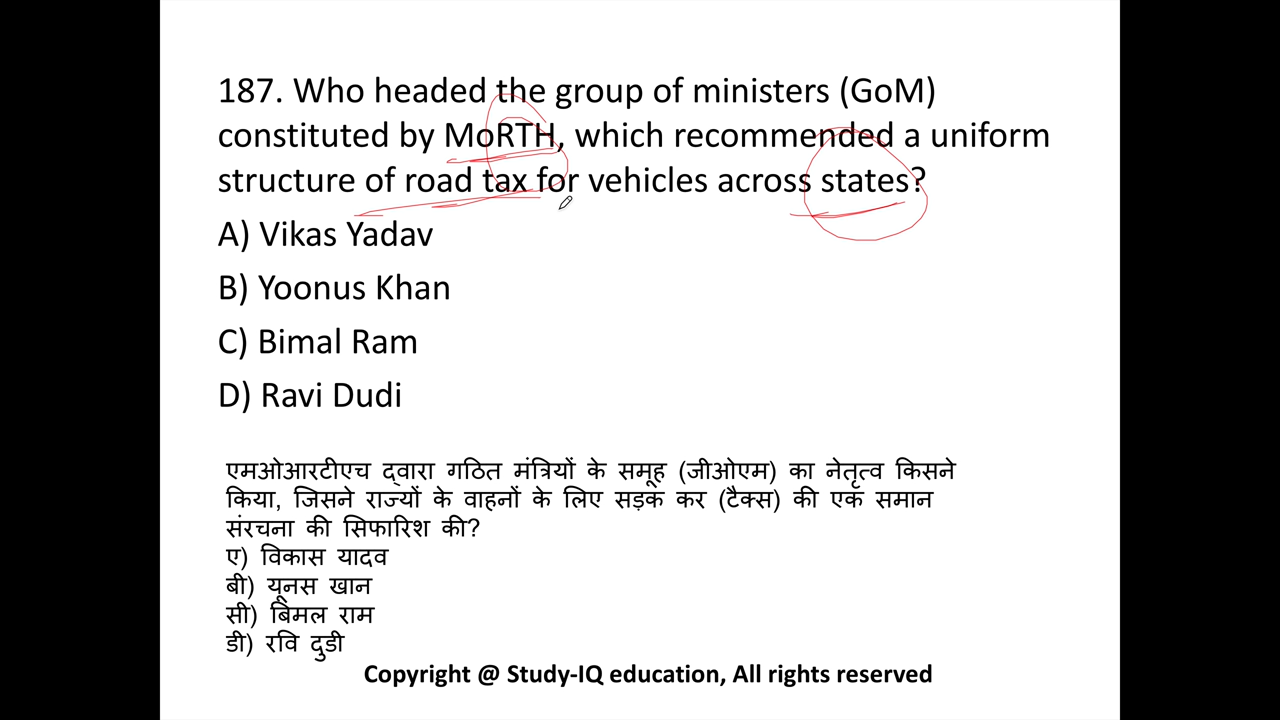 187. Who headed the group of ministers (GoM)
constituted by MoRTH, which recommended a uniform
structure of road tax for vehicles across states?
A) Vikas Yadav
B) Yoonus Khan
C) Bimal Ram
D) Ravi Dudi
एमओआरटीएच द्वारा गठित मंत्रियों के समूह (जीओएम) का नेतृत्व किसने
किया, जिसने राज्यों के वाहनों के लिए सड़क कर (टैक्स) की एक समान
संरचना की सिफारिश की?
ए) विकास यादव
बी) यूनस खान
सी) बिमल राम
डी) रवि दुडी
Copyright @ Study-IQ education, All rights reserved